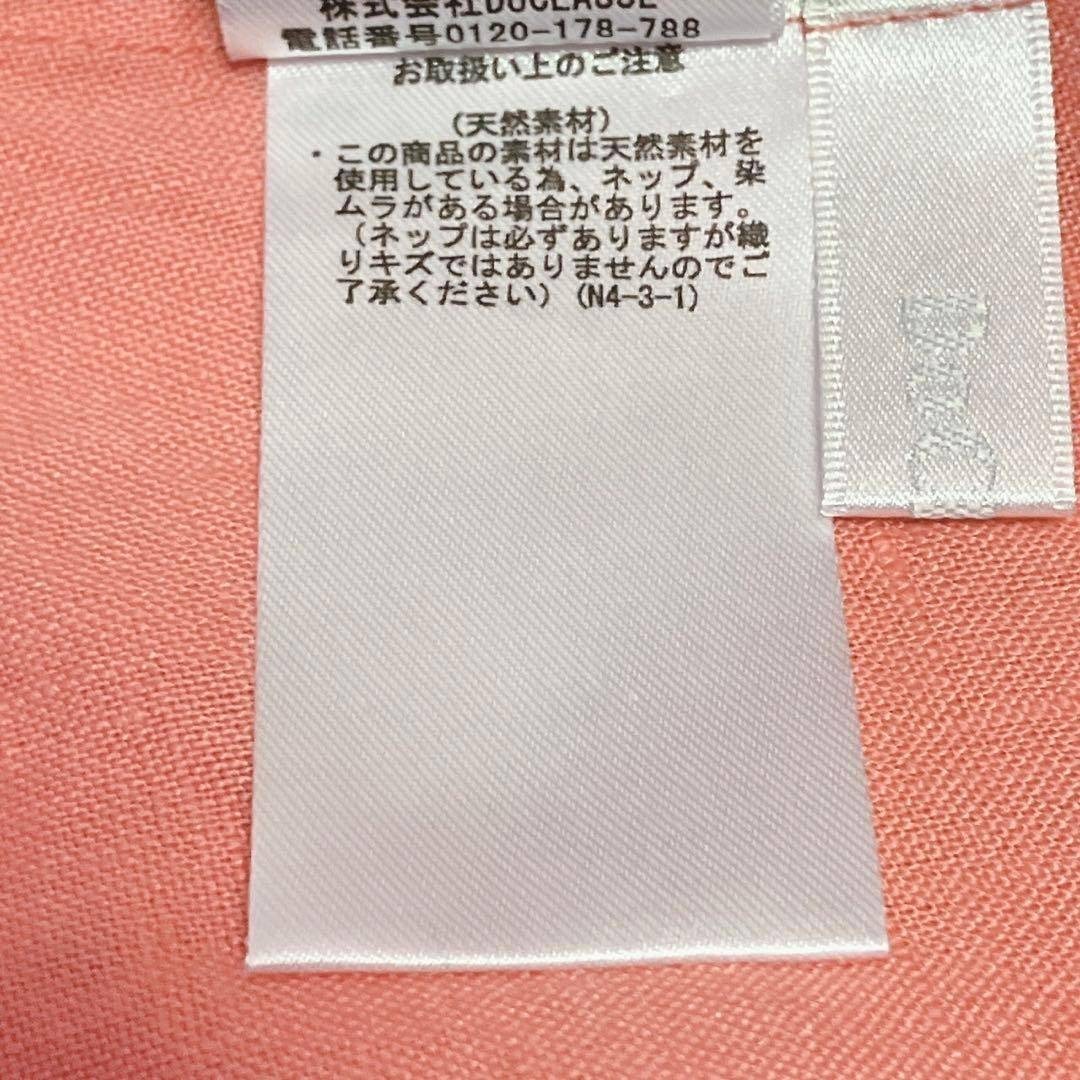 株式会社DoCLASSE
電話番号0120-178-788
お取扱い上のご注意
(天然素材)
・この商品の素材は天然素材を
使用している為、ネップ、染
ムラがある場合があります。
(ネップは必ずありますが織
りキズではありませんのでご
了承ください)(N4-3-1)